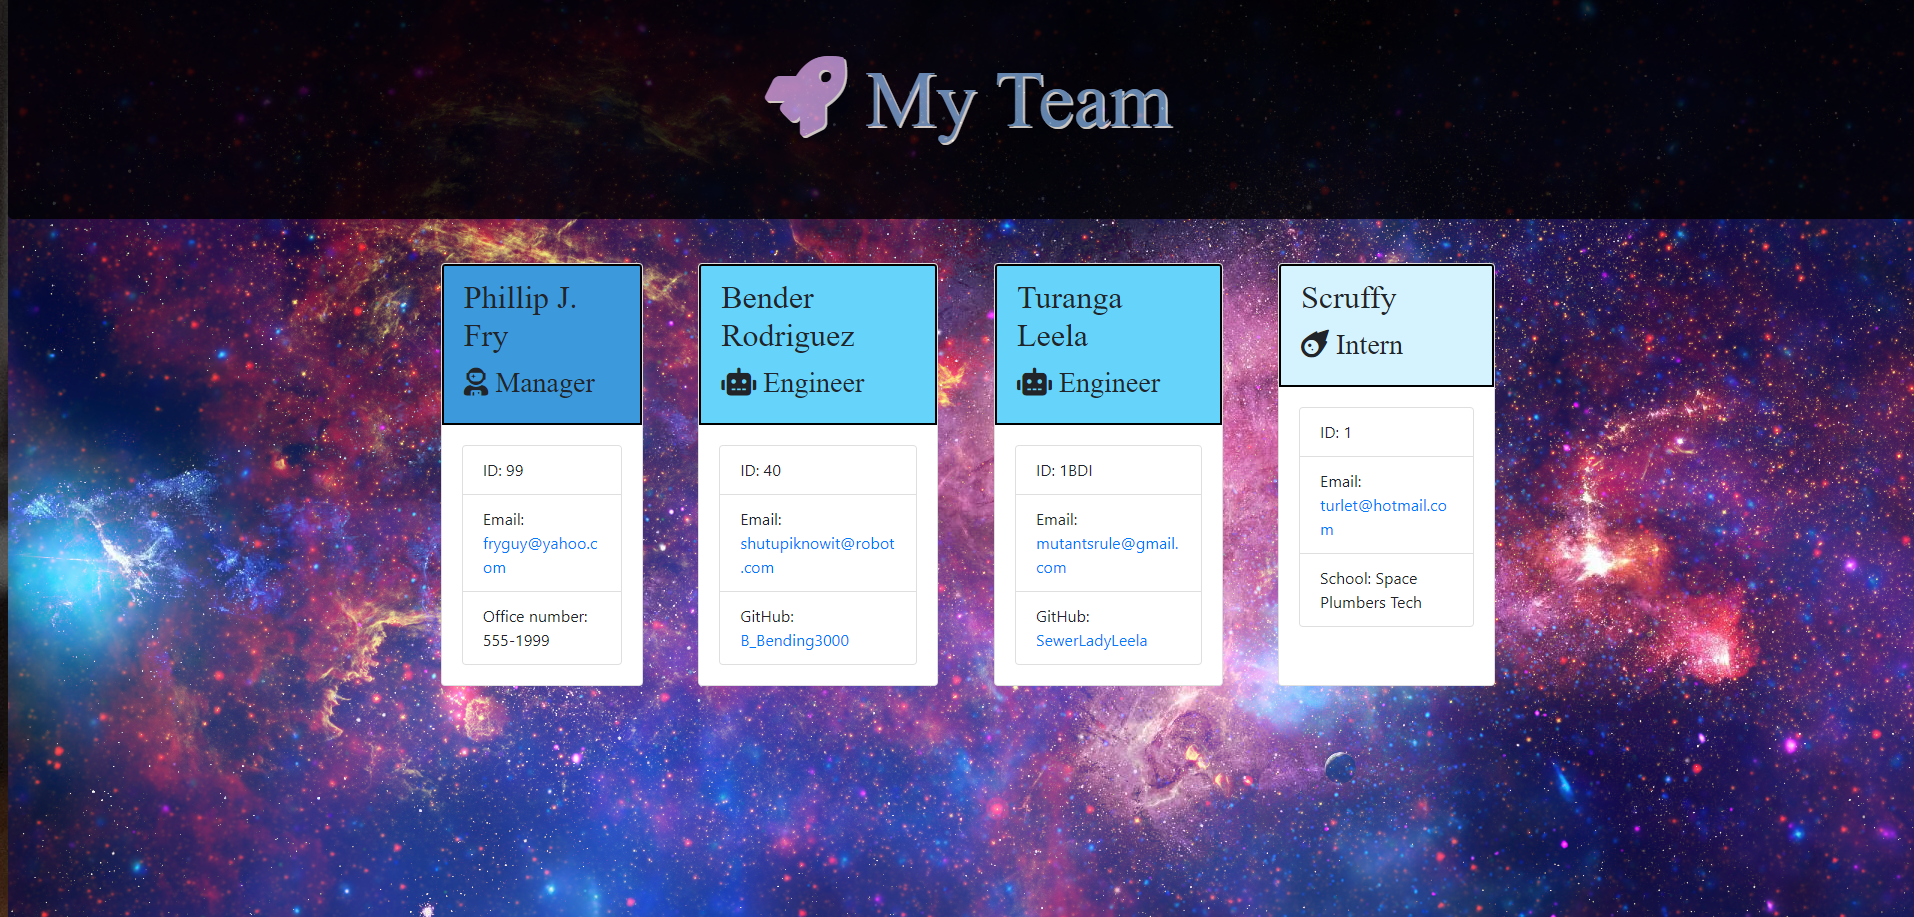 My Team
Phillip J.
Fry
Manager
ID: 99
Email:
fryguy@yahoo.c
om
Office number:
555-1999
Bender
Rodriguez
Engineer
ID: 40
Email:
shutupiknowit@robot
.com
GitHub:
B_Bending3000
Turanga
Leela
Engineer
ID: 1BDI
Email:
mutantsrule@gmail.
com
GitHub:
SewerLadyLeela
Scruffy
Intern
ID: 1
Email:
turlet@hotmail.co
m
School: Space
Plumbers Tech